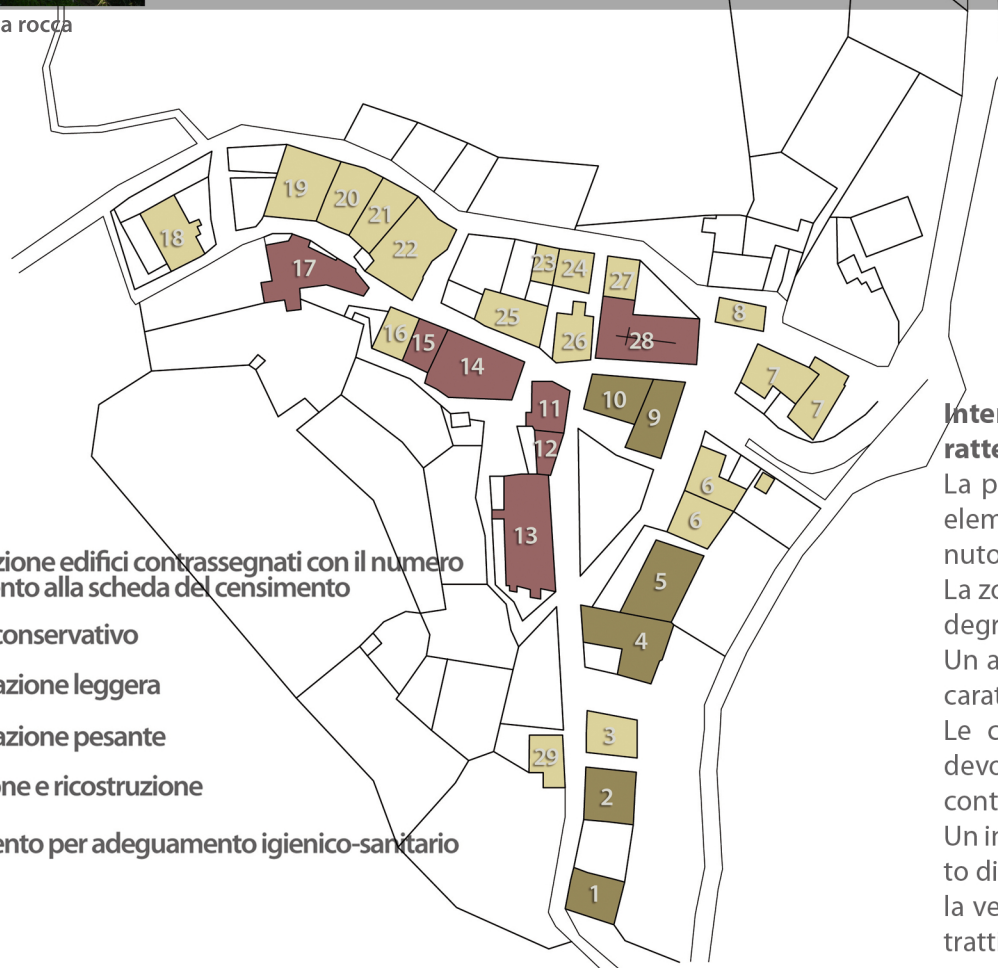 a rocca
19
20
21
22
18
17
23
24
27
25
26
28
8
16
15
14
7
7
11
10
9
12
6
6
13
5
4
3
29
2
1
zione edifici contrassegnati con il numero
nto alla scheda del censimento
conservativo
azione leggera
azione pesante
one e ricostruzione
ento per adeguamento igienico-sanitario
Inter
ratte
La p
elem
nuto
La zo
degr
Un a
carat
Le c
devo
cont
Un in
to di
la ve
tratt